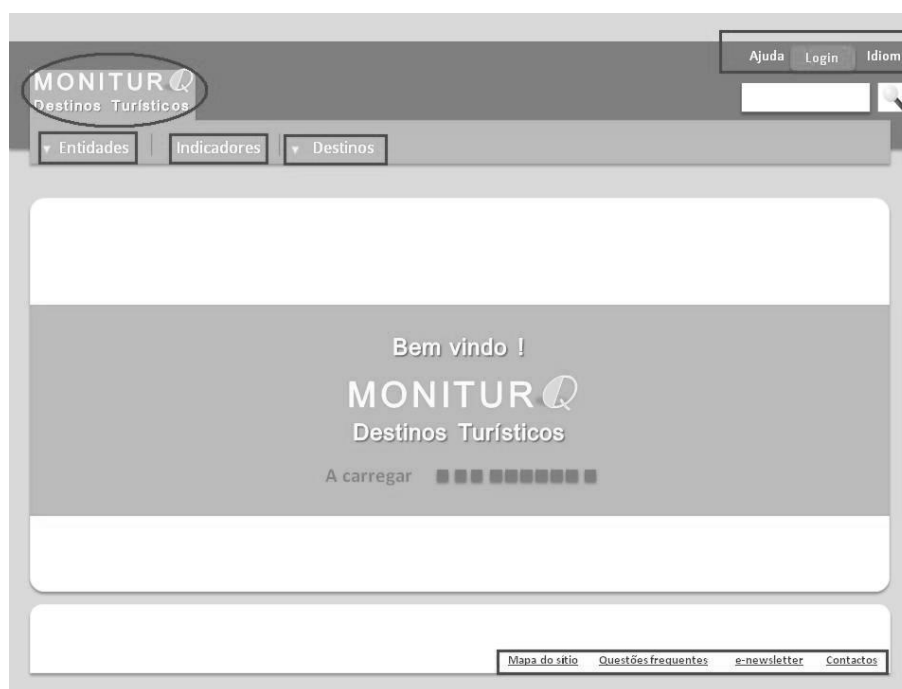 Ajuda Login Idiom
MONITUR Q
Destinos Turísticos
Entidades Indicadores Destinos
Bem vindo !
MONITUR Q
Destinos Turísticos
A carregar
Mapa do sítio Questões frequentes e-newsletter Contactos